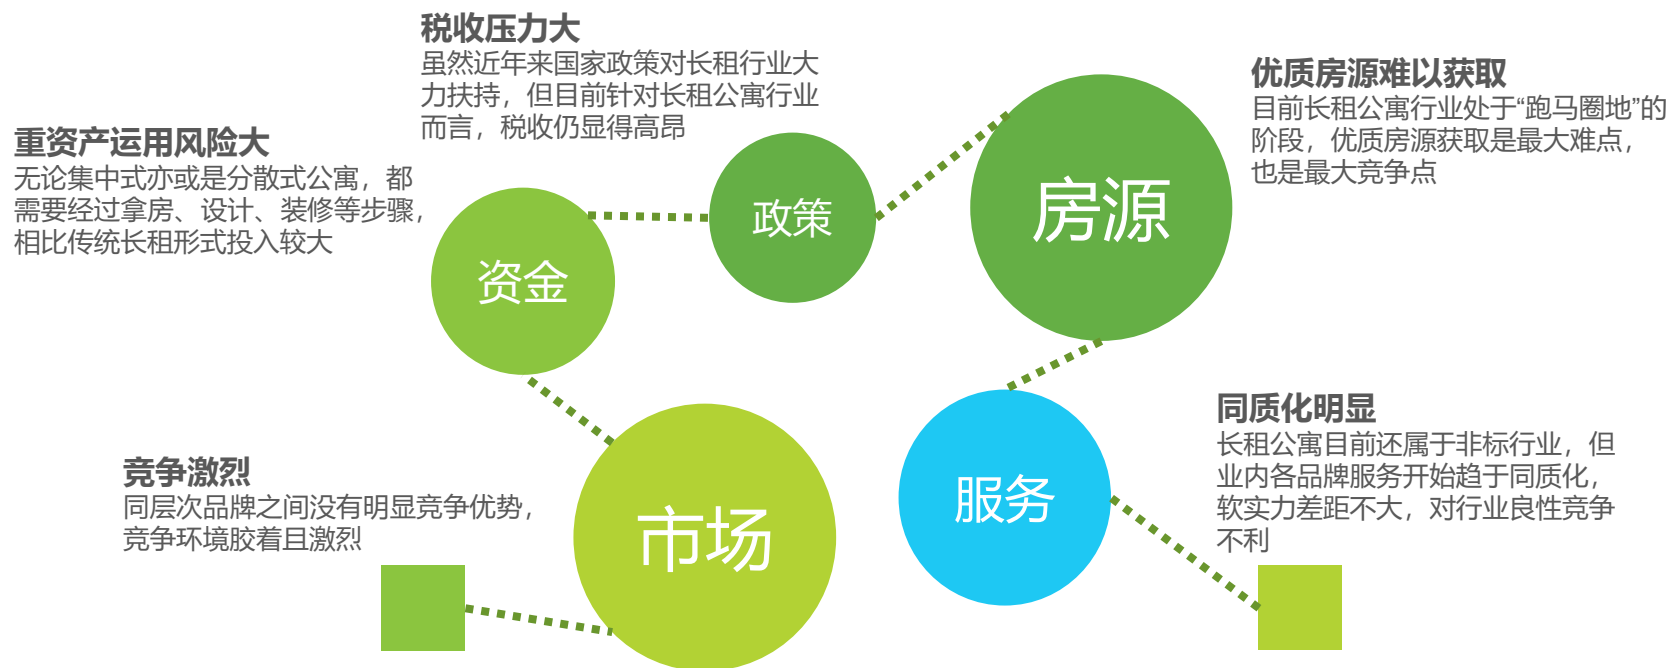 税收压力大
虽然近年来国家政策对长租行业大
力扶持，但目前针对长租公寓行业
而言，税收仍显得高昂
优质房源难以获取
目前长租公寓行业处于“跑马圈地”的
阶段，优质房源获取是最大难点，
也是最大竞争点
重资产运用风险大
无论集中式亦或是分散式公寓，都
需要经过拿房、设计、装修等步骤，
相比传统长租形式投入较大
政策
房源
资金
同质化明显
长租公寓目前还属于非标行业，但
业内各品牌服务开始趋于同质化，
软实力差距不大，对行业良性竞争
不利
竞争激烈
同层次品牌之间没有明显竞争优势，
竞争环境胶着且激烈
服务
市场